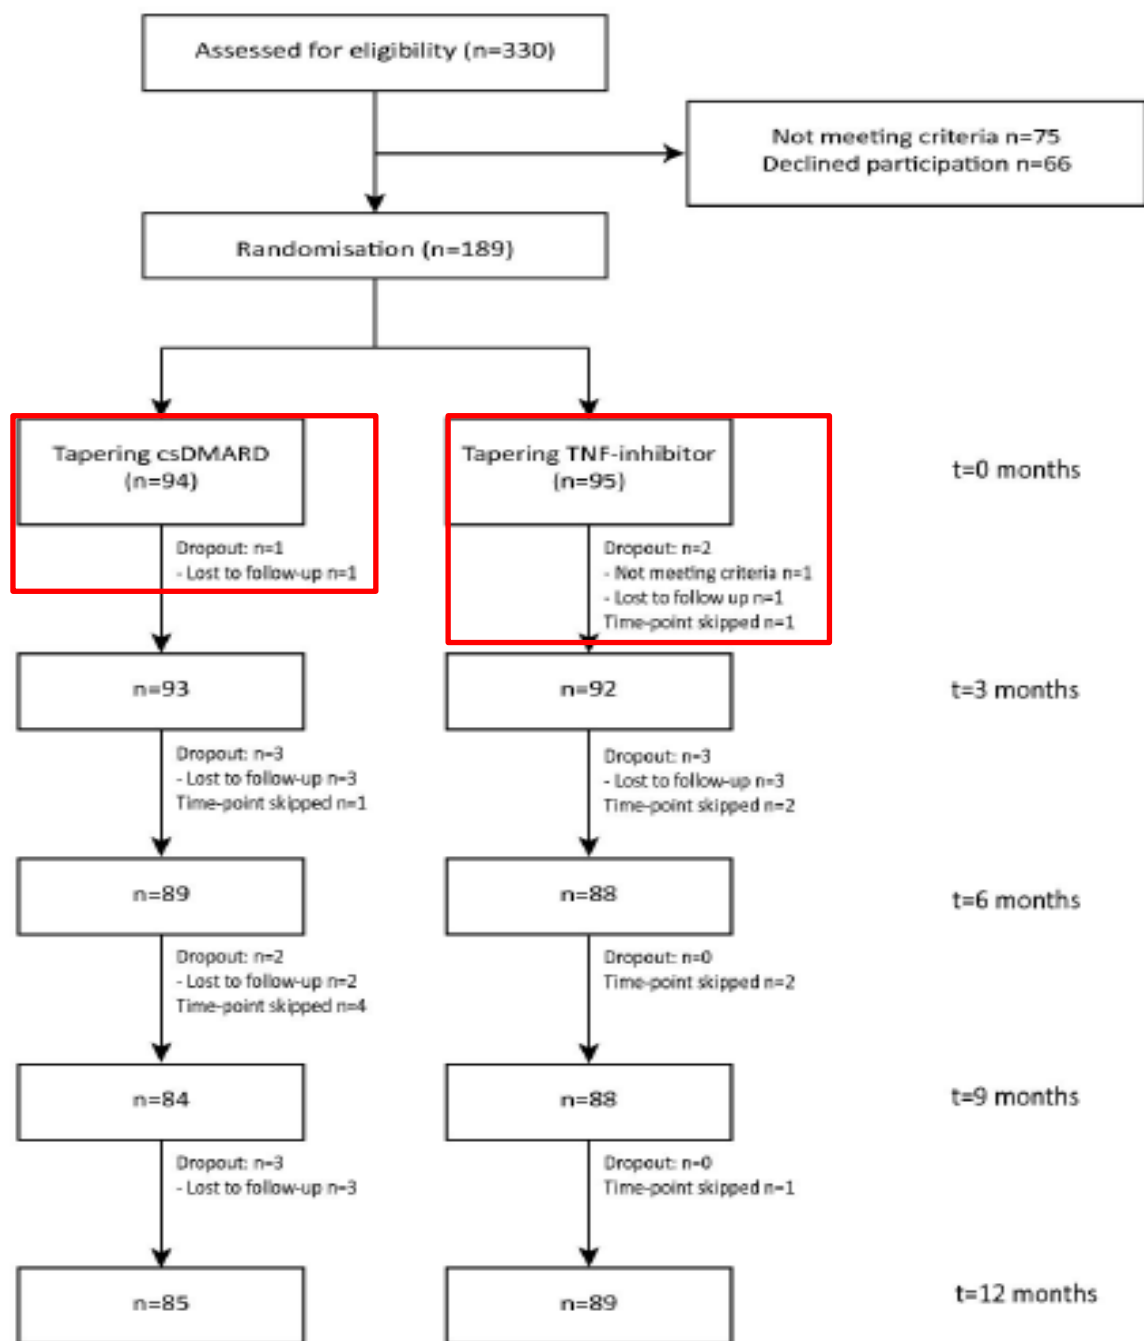 Assessed for eligibility (n=330)
Not meeting criteria n=75
Declined participation n=66
Randomisation (n=189)
Tapering csDMARD
(n=94)
Tapering TNF-inhibitor
(n=95)
t=0 months
Dropout: n=1
- Lost to follow-up n=1
Dropout: n=2
- Not meeting criteria n=1
- Lost to follow up n=1
Time-point skipped n=1
n=93
n=92
t=3 months
Dropout: n=3
- Lost to follow-up n=3
Time-point skipped n=1
Dropout: n=3
- Lost to follow-up n=3
Time-point skipped n=2
n=89
n=88
t=6 months
Dropout: n=2
- Lost to follow-up n=2
Time-point skipped n=4
Dropout: n=0
Time-point skipped n=2
n=84
n=88
t=9 months
Dropout: n=3
- Lost to follow-up n=3
Dropout: n=0
Time-point skipped n=1
n=85
n=89
t=12 months